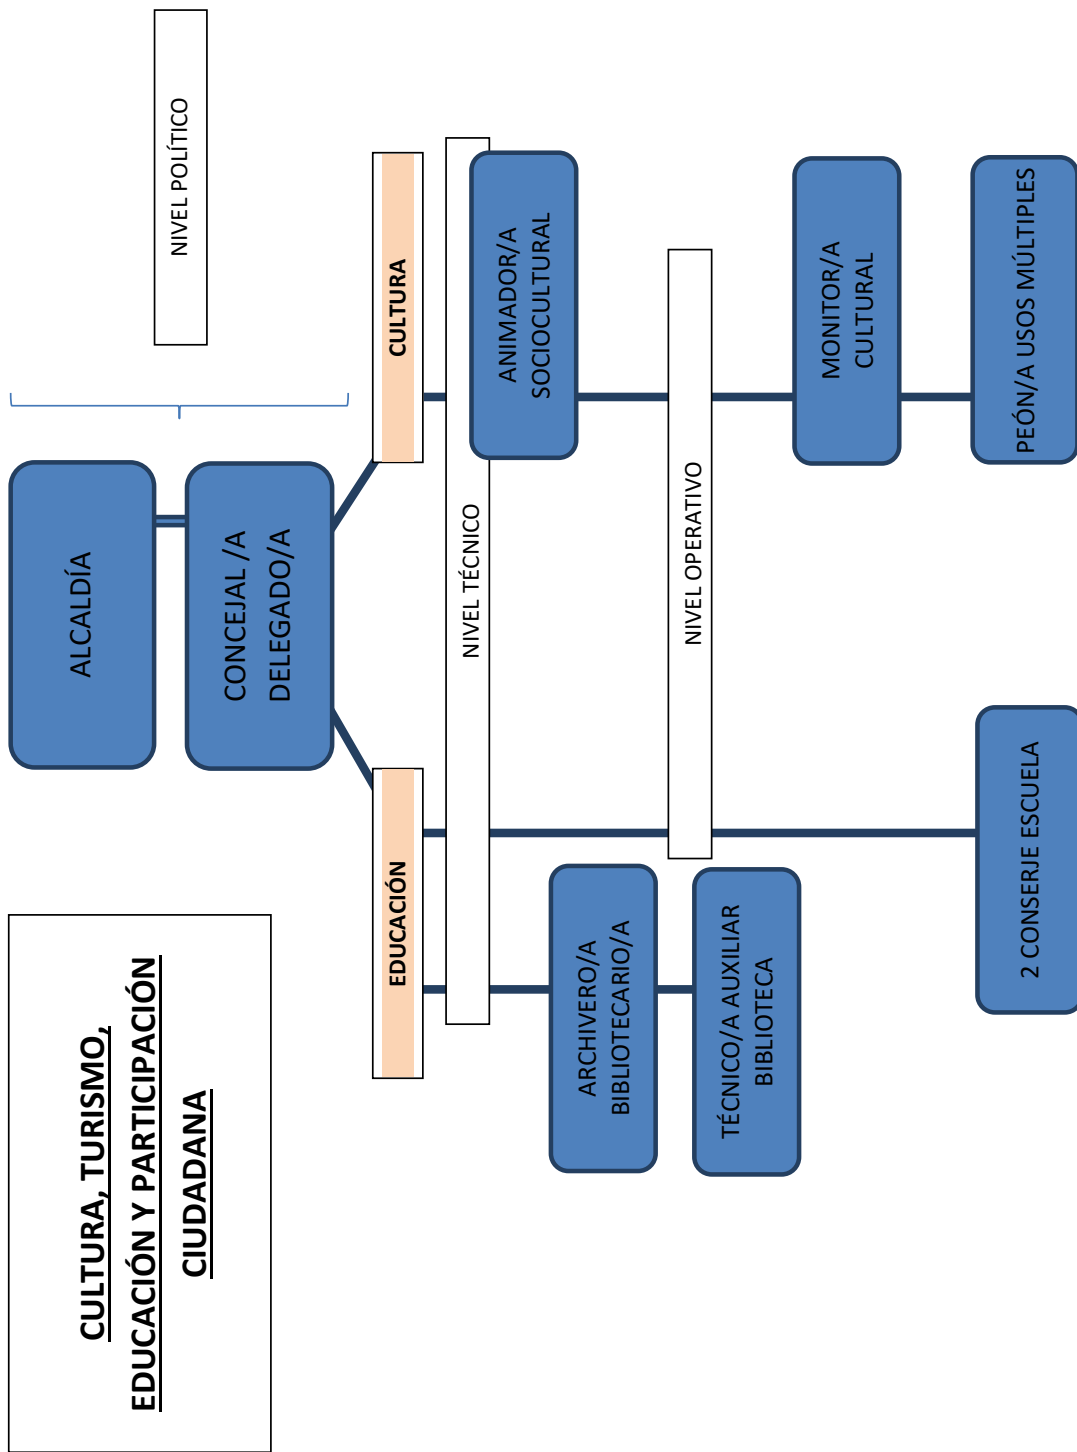 CULTURA, TURISMO,
EDUCACIÓN Y PARTICIPACIÓN
CIUDADANA
ALCALDÍA
NIVEL POLÍTICO
CONCEJAL /A
DELEGADO/A
EDUCACIÓN
CULTURA
NIVEL TÉCNICO
ANIMADOR/A
SOCIOCULTURAL
ARCHIVERO/A
BIBLIOTECARIO/A
NIVEL OPERATIVO
TÉCNICO/A AUXILIAR
BIBLIOTECA
MONITOR/A
CULTURAL
2 CONSERJE ESCUELA
PEÓN/A USOS MÚLTIPLES